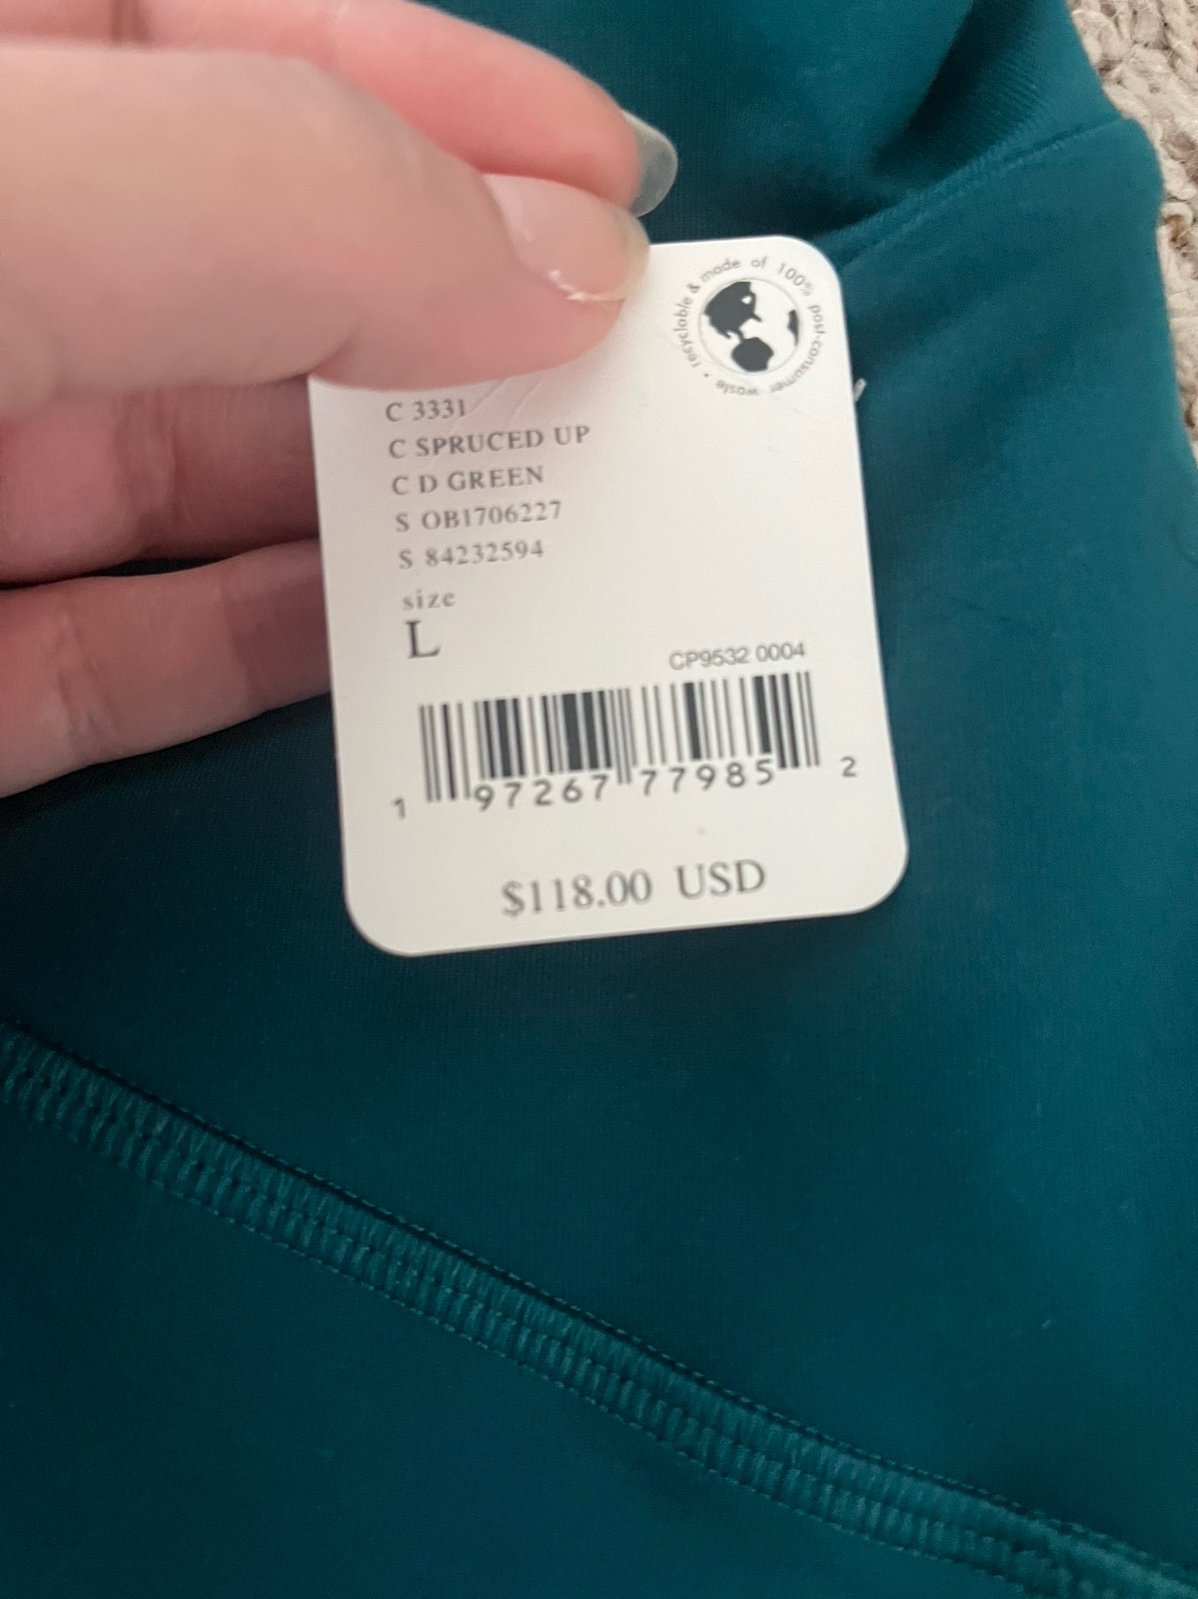 recyclable & made of 100% post-consumer waste •
C 3331
C SPRUCED UP
C D GREEN
S OB1706227
S 84232594
size
L
CP9532 0004
1 97267 77985 2
$118.00 USD